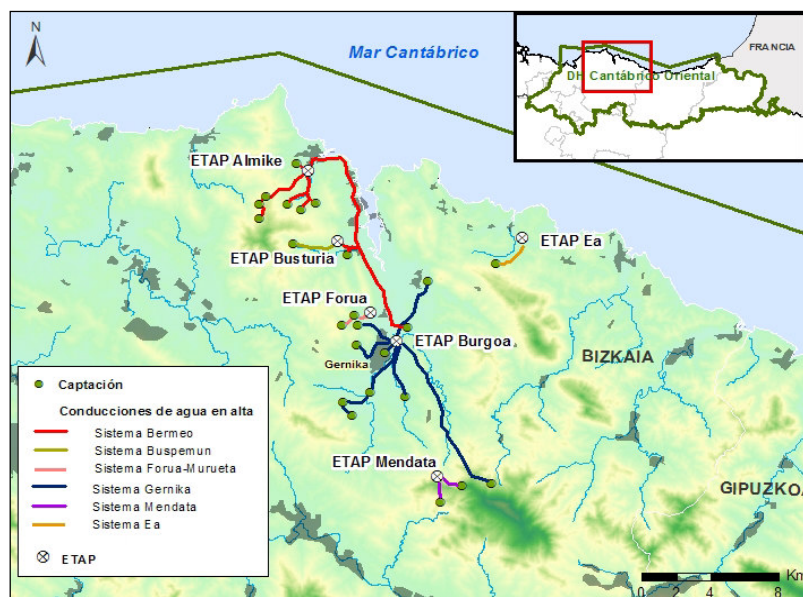 N
Mar Cantábrico
FRANCIA
DH Cantábrico Oriental
ETAP Almike
ETAP Busturia
ETAP Ea
ETAP Forua
ETAP Burgoa
Gernika
BIZKAIA
ETAP Mendata
GIPUZKOA
Captación
Conducciones de agua en alta
Sistema Bermeo
Sistema Buspemun
Sistema Forua-Murueta
Sistema Gernika
Sistema Mendata
Sistema Ea
ETAP
Km
0 2 4 8